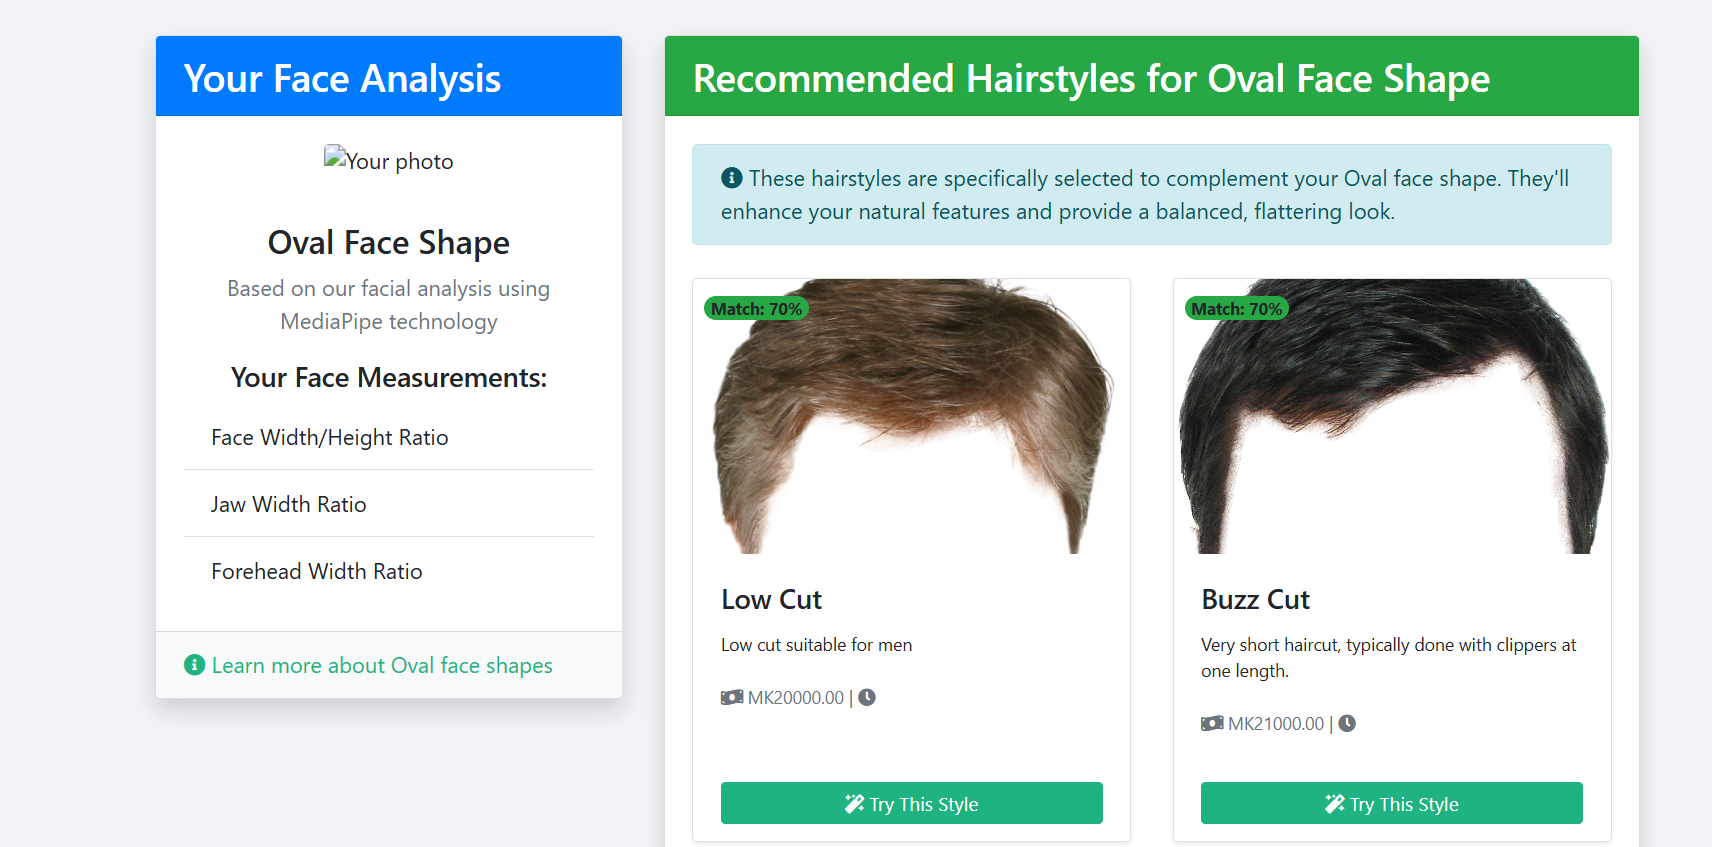 Your Face Analysis
Your photo
Oval Face Shape
Based on our facial analysis using
MediaPipe technology
Your Face Measurements:
Face Width/Height Ratio
Jaw Width Ratio
Forehead Width Ratio
Learn more about Oval face shapes
Recommended Hairstyles for Oval Face Shape
These hairstyles are specifically selected to complement your Oval face shape. They'll
enhance your natural features and provide a balanced, flattering look.
Match: 70%
Low Cut
Low cut suitable for men
MK20000.00 |
Try This Style
Match: 70%
Buzz Cut
Very short haircut, typically done with clippers at
one length.
MK21000.00 |
Try This Style